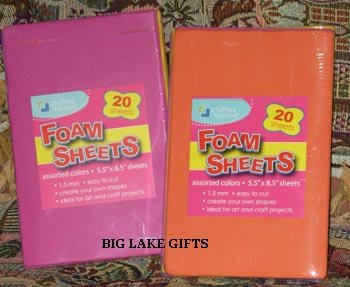 crafters
square
20
sheets
FOAM
SHEETS
assorted colors • 5.5"x 8.5" sheets
• 1.5 mm • easy to cut
• create your own shapes
• ideal for art and craft projects
crafters
square
20
sheets
FOAM
SHEETS
assorted colors • 5.5"x 8.5" sheets
• 1.5 mm • easy to cut
• create your own shapes
• ideal for art and craft projects
BIG LAKE GIFTS